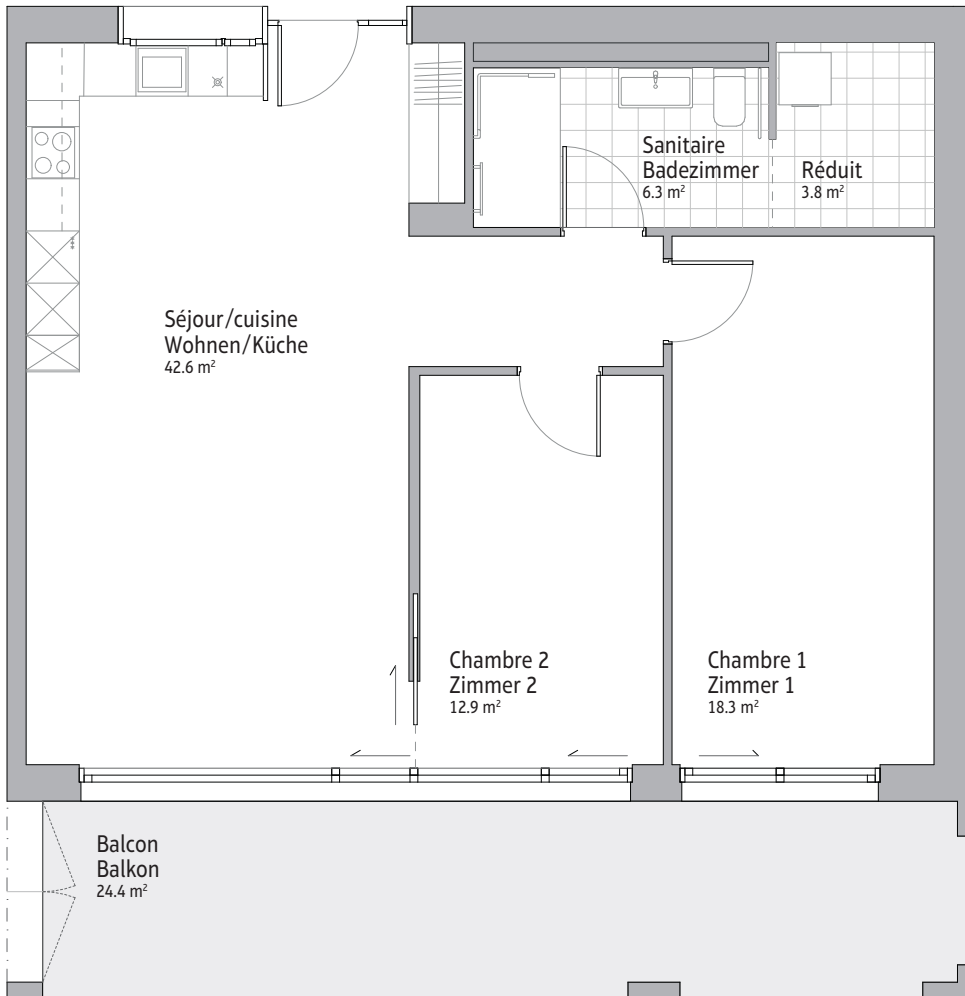 Sanitaire
Badezimmer
6.3 m²
Réduit
3.8 m²
Séjour/cuisine
Wohnen/Küche
42.6 m²
Chambre 2
Zimmer 2
12.9 m²
Chambre 1
Zimmer 1
18.3 m²
Balcon
Balkon
24.4 m²